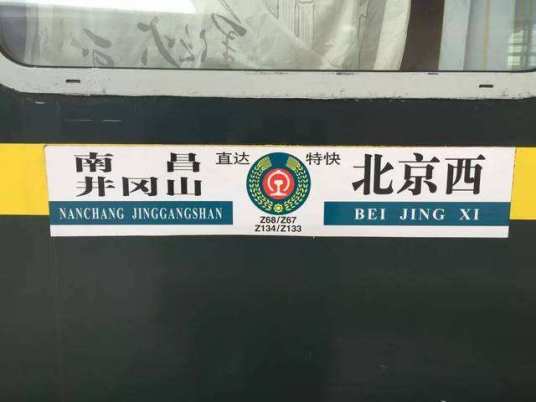 南昌
井冈山
NANCHANG JINGGANGSHAN
直达 特快
Z68/Z67
Z134/Z133
北京西
BEI JING XI